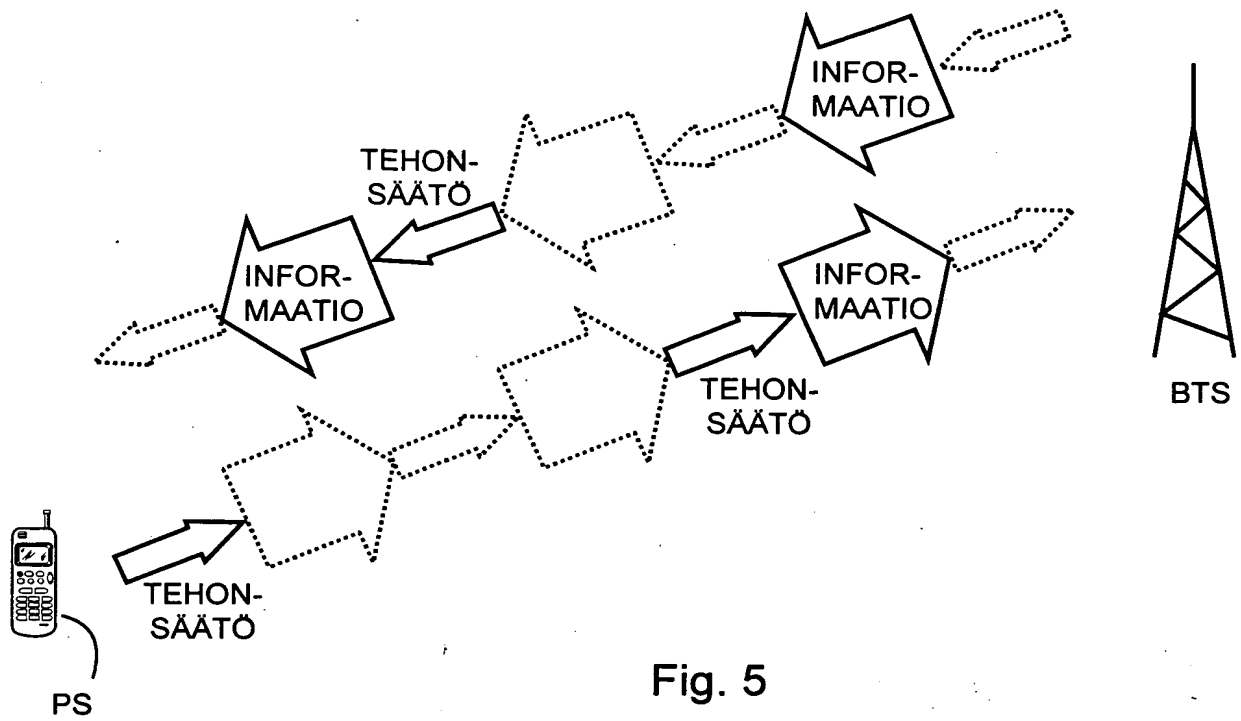 INFOR-
MAATIO
TEHON-
SÄÄTÖ
INFOR-
MAATIO
INFOR-
MAATIO
TEHON-
SÄÄTÖ
BTS
TEHON-
SÄÄTÖ
PS
Fig. 5